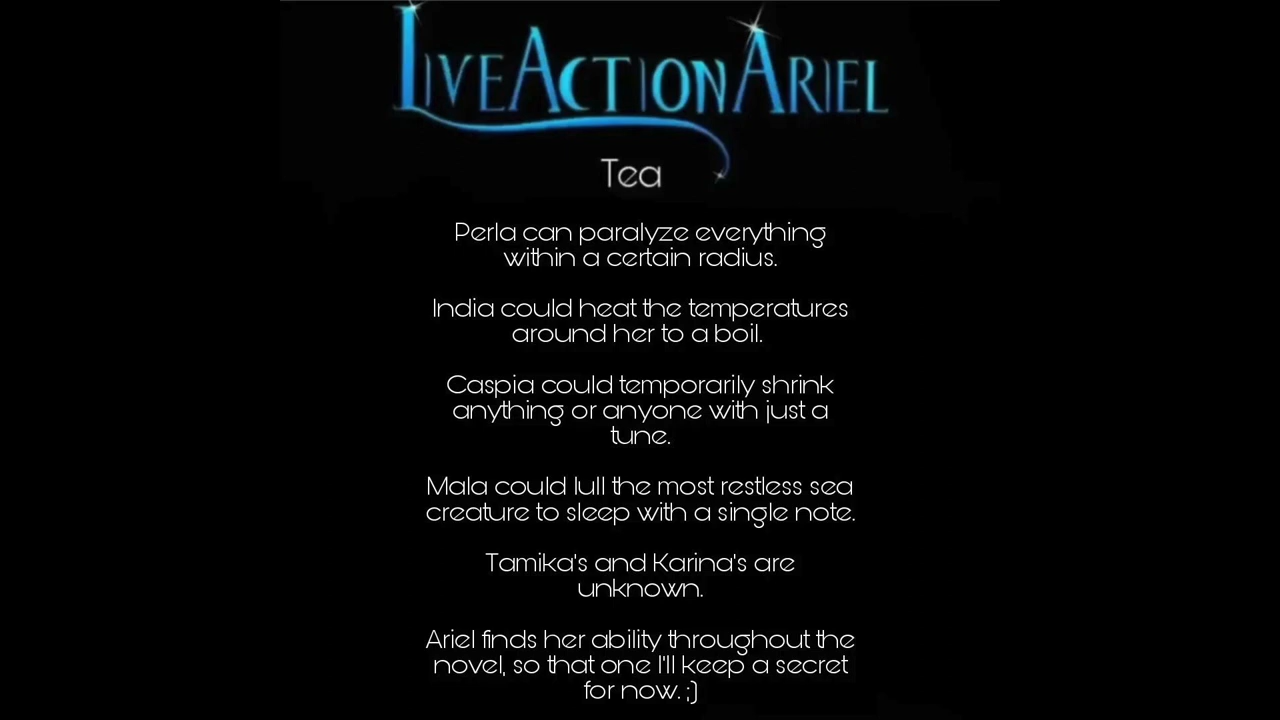 LIVEACTIONARIEL
Tea
Perla can paralyze everything
within a certain radius.
India could heat the temperatures
around her to a boil.
Caspia could temporarily shrink
anything or anyone with just a
tune.
Mala could lull the most restless sea
creature to sleep with a single note.
Tamika's and Karina's are
unknown.
Ariel finds her ability throughout the
novel, so that one I'll keep a secret
for now. ;)